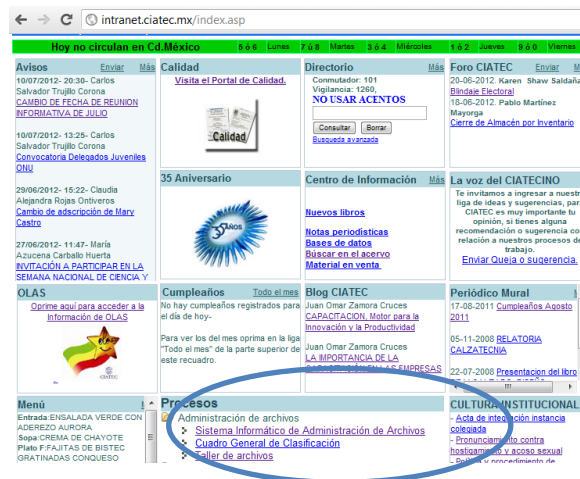 intranet.ciatec.mx/index.asp
Hoy no circulan en Cd.México 5 ó 6 Lunes 7 ó 8 Martes 3 ó 4 Miércoles 1 ó 2 Jueves 9 ó 0 Viernes
Avisos Enviar Más
10/07/2012- 20:30- Carlos
Salvador Trujillo Corona
CAMBIO DE FECHA DE REUNION
INFORMATIVA DE JULIO
10/07/2012- 13:25- Carlos
Salvador Trujillo Corona
Convocatoria Delegados Juveniles
ONU
29/06/2012- 15:22- Claudia
Alejandra Rojas Ontiveros
Cambio de adscripción de Mary
Castro
27/06/2012- 11:47- María
Azucena Carballo Huerta
INVITACIÓN A PARTICIPAR EN LA
SEMANA NACIONAL DE CIENCIA Y
Calidad
Visita el Portal de Calidad.
Calidad
Directorio Más
Conmutador: 101
Vigilancia: 1260,
NO USAR ACENTOS
Consultar Borrar
Busqueda avanzada
Foro CIATEC Enviar M
20-06-2012. Karen Shaw Saldaña
Blindaje Electoral
18-06-2012. Pablo Martínez
Mayorga
Cierre de Almacén por Inventario
35 Aniversario
35 AÑOS
Centro de Información Más
Nuevos libros
Notas periodísticas
Bases de datos
Búscar en el acervo
Material en venta
La voz del CIATECINO
Te invitamos a ingresar a nuestr
liga de ideas y sugerencias, par
CIATEC es muy importante tu
opinión, si tienes alguna
recomendación o sugerencia co
relación a nuestros procesos de
trabajo.
Enviar Queja o sugerencia.
OLAS
Oprime aquí para acceder a la
Información de OLAS
CIATEC
Cumpleaños Todo el mes
No hay cumpleaños registrados para
el día de hoy-
Para ver los del mes oprima en la liga
"Todo el mes" de la parte superior de
este recuadro.
Blog CIATEC
Juan Omar Zamora Cruces
CAPACITACION, Motor para la
Innovación y la Productividad
Juan Omar Zamora Cruces
LA IMPORTANCIA DE LA
CAPACITACIÓN EN LAS EMPRESAS
Periódico Mural
17-08-2011 Cumpleaños Agosto
2011
05-11-2008 RELATORIA
CALZATECNIA
22-07-2008 Presentacion del libro
Menú
Entrada:ENSALADA VERDE CON
ADEREZO AURORA
Sopa:CREMA DE CHAYOTE
Plato F:FAJITAS DE BISTEC
GRATINADAS CONQUESO
Procesos
Administración de archivos
Sistema Informático de Administración de Archivos
Cuadro General de Clasificación
Taller de archivos
CULTURA INSTITUCIONAL
- Acta de integración instancia
colegiada
- Pronunciamiento contra
hostigamiento y acoso sexual
- Política y procedimiento de